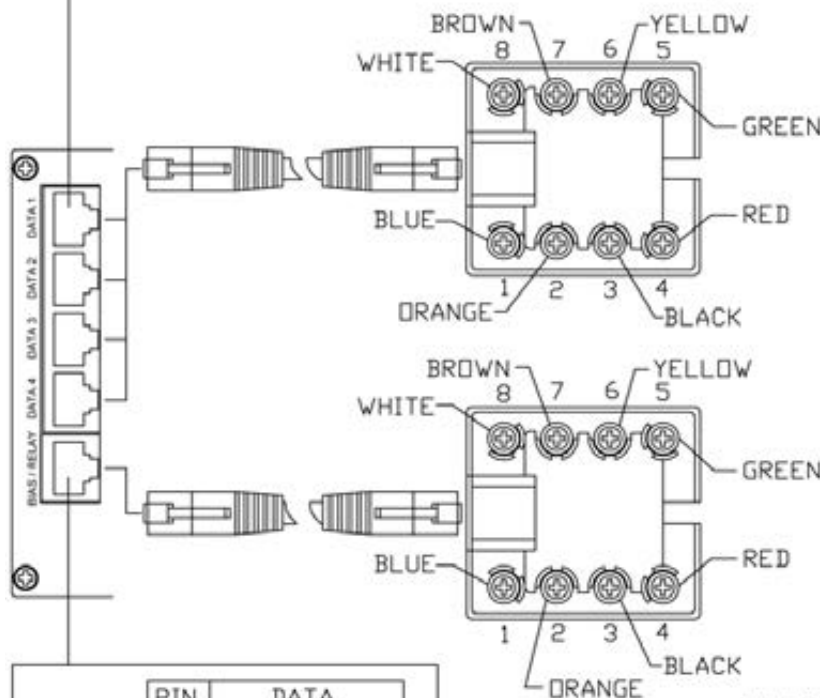 BROWN YELLOW
8 7 6 5
WHITE
GREEN
DATA 1
DATA 2
DATA 3
DATA 4
BIAS / RELAY
BLUE RED
1 2 3 4
ORANGE BLACK
BROWN YELLOW
8 7 6 5
WHITE
GREEN
BLUE RED
1 2 3 4
BLACK
ORANGE
PIN DATA